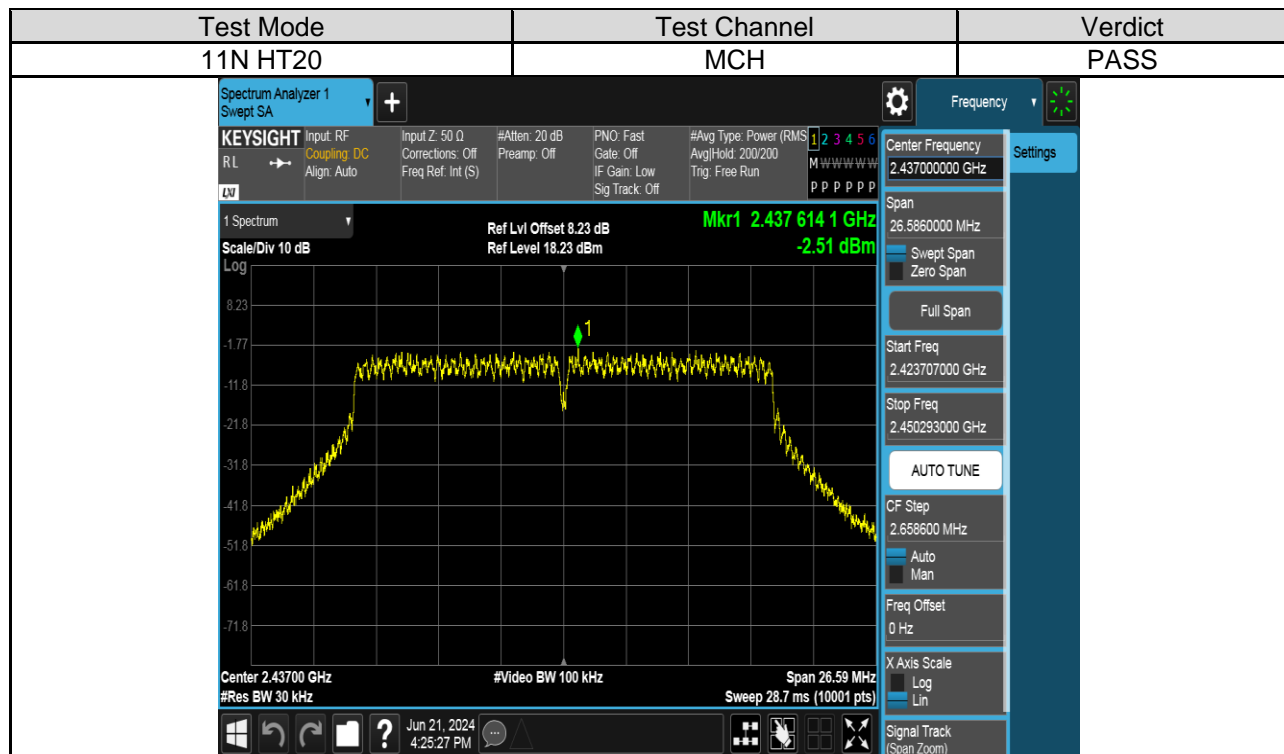 Test Mode Test Channel Verdict
11N HT20 MCH PASS
Spectrum Analyzer 1
Swept SA
+
Frequency
KEYSIGHT
RL
LXI
Input: RF
Coupling: DC
Align: Auto
Input Z: 50 Ω
Corrections: Off
Freq Ref: Int (S)
#Atten: 20 dB
Preamp: Off
PNO: Fast
Gate: Off
IF Gain: Low
Sig Track: Off
#Avg Type: Power (RMS
Avg|Hold: 200/200
Trig: Free Run
1 2 3 4 5 6
M W W W W W
P P P P P P
1 Spectrum
Scale/Div 10 dB
Log
Ref Lvl Offset 8.23 dB
Ref Level 18.23 dBm
Mkr1 2.437 614 1 GHz
-2.51 dBm
1
8.23
-1.77
-11.8
-21.8
-31.8
-41.8
-51.8
-61.8
-71.8
Center 2.43700 GHz
#Res BW 30 kHz
#Video BW 100 kHz
Span 26.59 MHz
Sweep 28.7 ms (10001 pts)
?
Jun 21, 2024
4:25:27 PM
Center Frequency
2.437000000 GHz
Span
26.5860000 MHz
Swept Span
Zero Span
Full Span
Start Freq
2.423707000 GHz
Stop Freq
2.450293000 GHz
AUTO TUNE
CF Step
2.658600 MHz
Auto
Man
Freq Offset
0 Hz
X Axis Scale
Log
Lin
Signal Track
(Span Zoom)
Settings